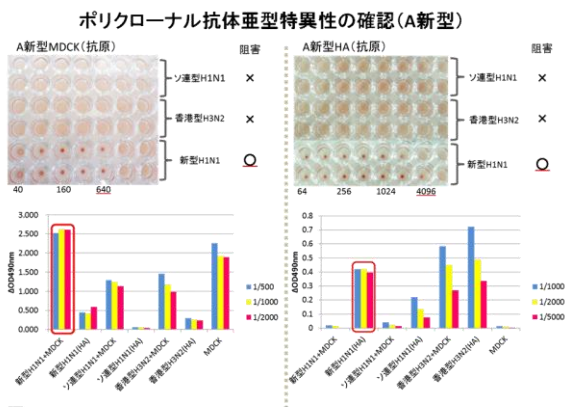 ポリクローナル抗体亜型特異性の確認（A新型）
A新型MDCK（抗原）
阻害
ソ連型H1N1
×
香港型H3N2
×
新型H1N1
○
40 160 640
3.000
2.500
2.000
1.500
1.000
0.500
0.000
ΔOD490nm
新型H1N1+MDCK
新型H1N1(HA)
ソ連型H1N1+MDCK
ソ連型H1N1(HA)
香港型H3N2+MDCK
香港型H3N2(HA)
MDCK
1/500
1/1000
1/2000
A新型HA（抗原）
阻害
ソ連型H1N1
×
香港型H3N2
×
新型H1N1
○
64 256 1024 4096
0.8
0.7
0.6
0.5
0.4
0.3
0.2
0.1
0
ΔOD490nm
新型H1N1+MDCK
新型H1N1(HA)
ソ連型H1N1+MDCK
ソ連型H1N1(HA)
香港型H3N2+MDCK
香港型H3N2(HA)
MDCK
1/1000
1/2000
1/5000